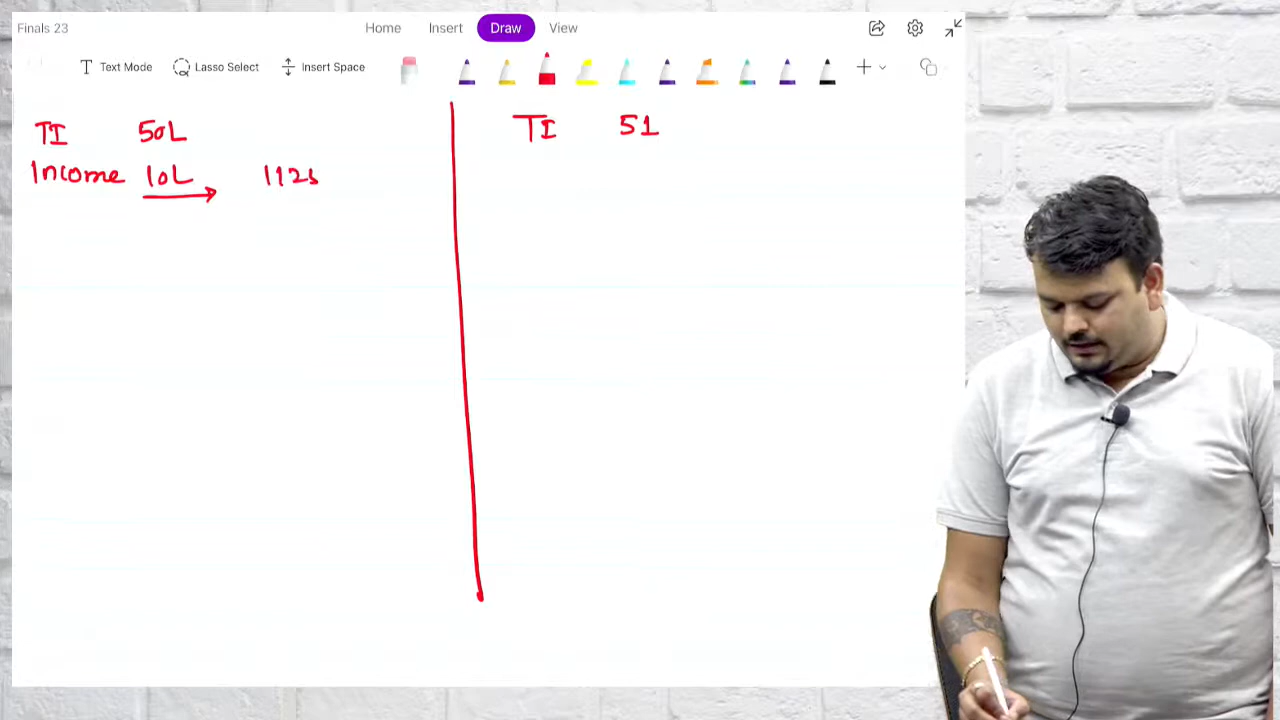 Finals 23
Home Insert Draw View
Text Mode Lasso Select Insert Space
TI 50L
Income 10L 112s
TI 51